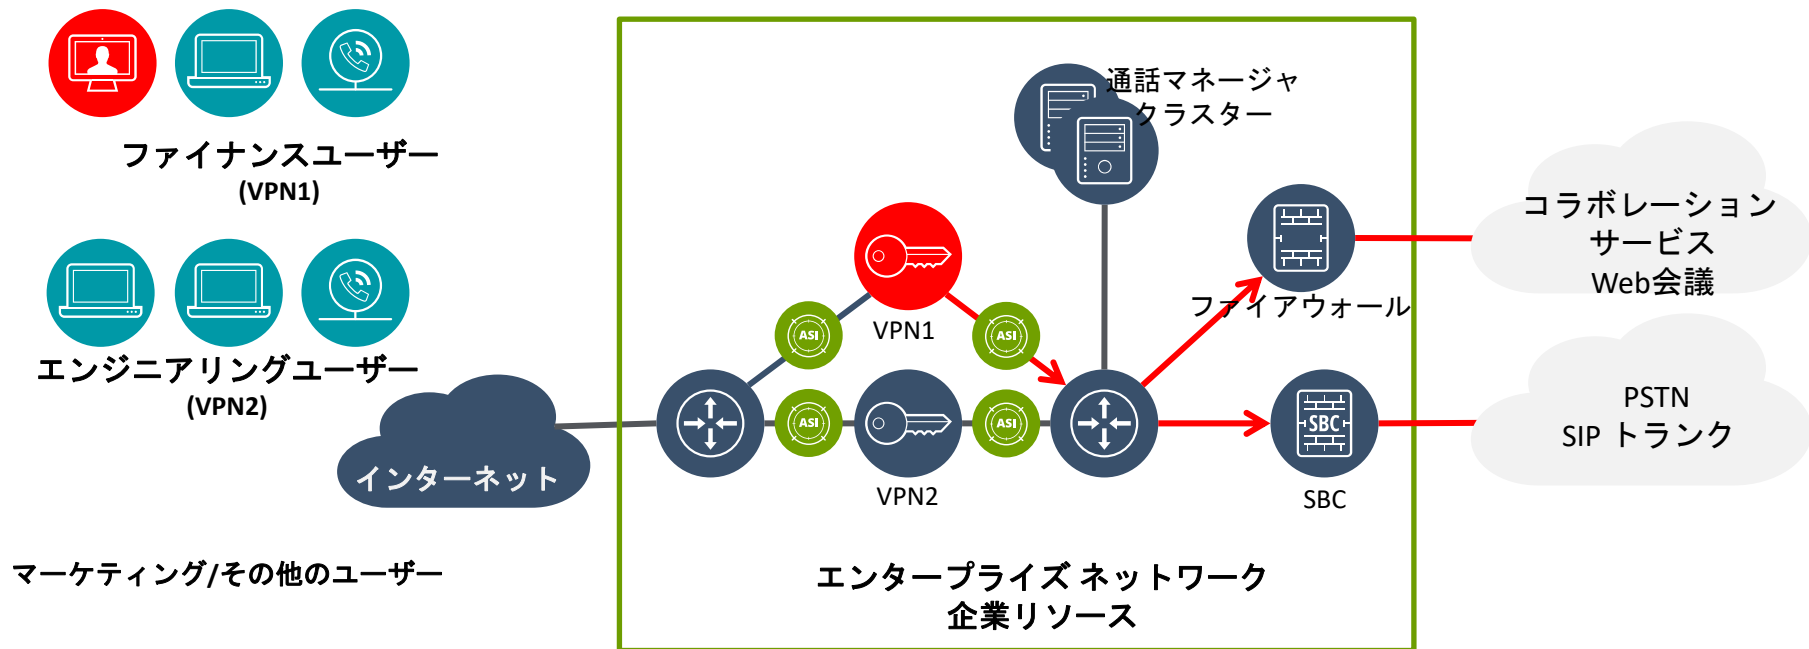 ファイナンスユーザー
(VPN1)
エンジニアリングユーザー
(VPN2)
インターネット
マーケティング/その他のユーザー
通話マネージャ
クラスター
ASI
VPN1
ASI
ASI
VPN2
ASI
ファイアウォール
SBC
SBC
エンタープライズ ネットワーク
企業リソース
コラボレーション
サービス
Web会議
PSTN
SIP トランク